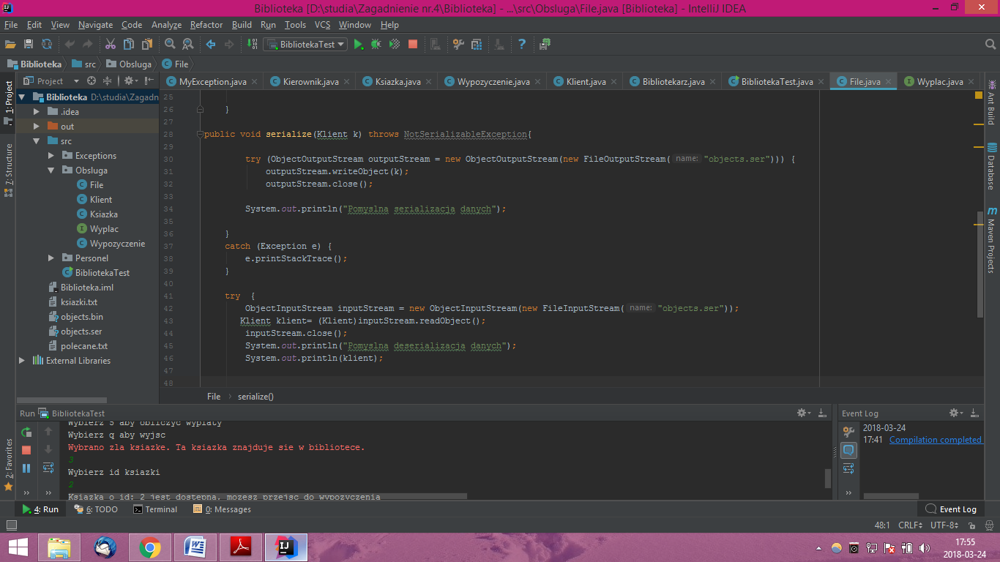 Biblioteka [D:\studia\Zagadnienie nr.4\Biblioteka] - ...\src\Obsluga\File.java [Biblioteka] - IntelliJ IDEA
File Edit View Navigate Code Analyze Refactor Build Run Tools VCS Window Help
BibliotekaTest
Biblioteka src Obsluga File
Project
MyException.java Kierownik.java Ksiazka.java Wypozyczenie.java Klient.java Bibliotekarz.java BibliotekaTest.java File.java Wyplac.java
1: Project
7: Structure
2: Favorites
Biblioteka D:\studia\Zagadn
.idea
out
src
Exceptions
Obsluga
File
Klient
Ksiazka
Wyplac
Wypozyczenie
Personel
BibliotekaTest
Biblioteka.iml
ksiazki.txt
objects.bin
objects.ser
polecane.txt
External Libraries
25
26 }
27
28 public void serialize(Klient k) throws NotSerializableException{
29
30 try (ObjectOutputStream outputStream = new ObjectOutputStream(new FileOutputStream( name: "objects.ser"))) {
31 outputStream.writeObject(k);
32 outputStream.close();
33
34 System.out.println("Pomyslna serializacja danych");
35
36 }
37 catch (Exception e) {
38 e.printStackTrace();
39 }
40
41 try {
42 ObjectInputStream inputStream = new ObjectInputStream(new FileInputStream( name: "objects.ser"));
43 Klient klient= (Klient)inputStream.readObject();
44 inputStream.close();
45 System.out.println("Pomyslna deserializacja danych");
46 System.out.println(klient);
47
48
File serialize()
Ant Build
Database
m Maven Projects
Run BibliotekaTest
Wybierz 5 aby obliczyc wyplaty
Wybierz q aby wyjsc
Wybrano zla ksiazke. Ta ksiazka znajduje sie w bibliotece.
3
Wybierz id ksiazki
2
Ksiazka o id: 2 jest dostepna, mozesz przejsc do wypozyczenia
Event Log
2018-03-24
17:41 Compilation completed
4: Run 6: TODO Terminal 0: Messages Event Log
48:1 CRLF UTF-8
17:55
2018-03-24